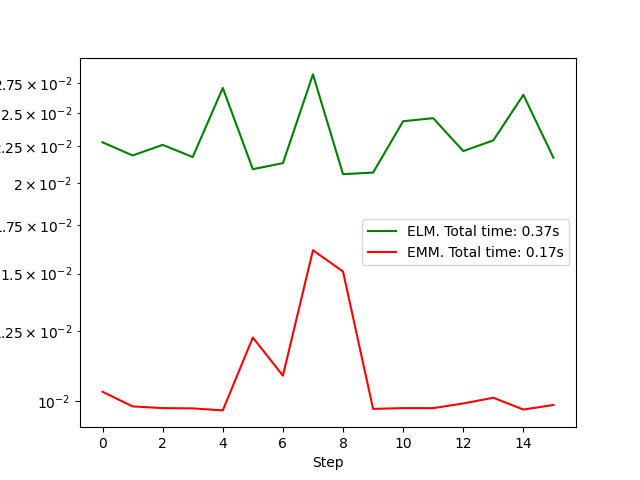 2.75 × 10⁻²
2.5 × 10⁻²
2.25 × 10⁻²
2 × 10⁻²
1.75 × 10⁻²
1.5 × 10⁻²
1.25 × 10⁻²
10⁻²
ELM. Total time: 0.37s
EMM. Total time: 0.17s
0 2 4 6 8 10 12 14
Step